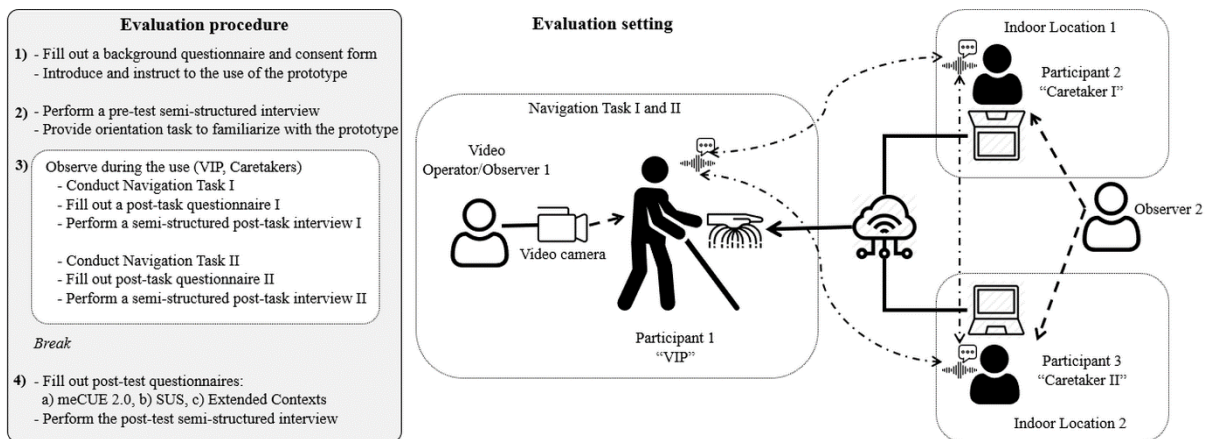 Evaluation procedure
1) - Fill out a background questionnaire and consent form
- Introduce and instruct to the use of the prototype
2) - Perform a pre-test semi-structured interview
- Provide orientation task to familiarize with the prototype
3) Observe during the use (VIP, Caretakers)
- Conduct Navigation Task I
- Fill out a post-task questionnaire I
- Perform a semi-structured post-task interview I
- Conduct Navigation Task II
- Fill out post-task questionnaire II
- Perform a semi-structured post-task interview II
Break
4) - Fill out post-test questionnaires:
a) meCUE 2.0, b) SUS, c) Extended Contexts
- Perform the post-test semi-structured interview
Evaluation setting
Navigation Task I and II
Video
Operator/Observer 1
Video camera
Participant 1
“VIP”
Indoor Location 1
Participant 2
“Caretaker I”
Observer 2
Participant 3
“Caretaker II”
Indoor Location 2